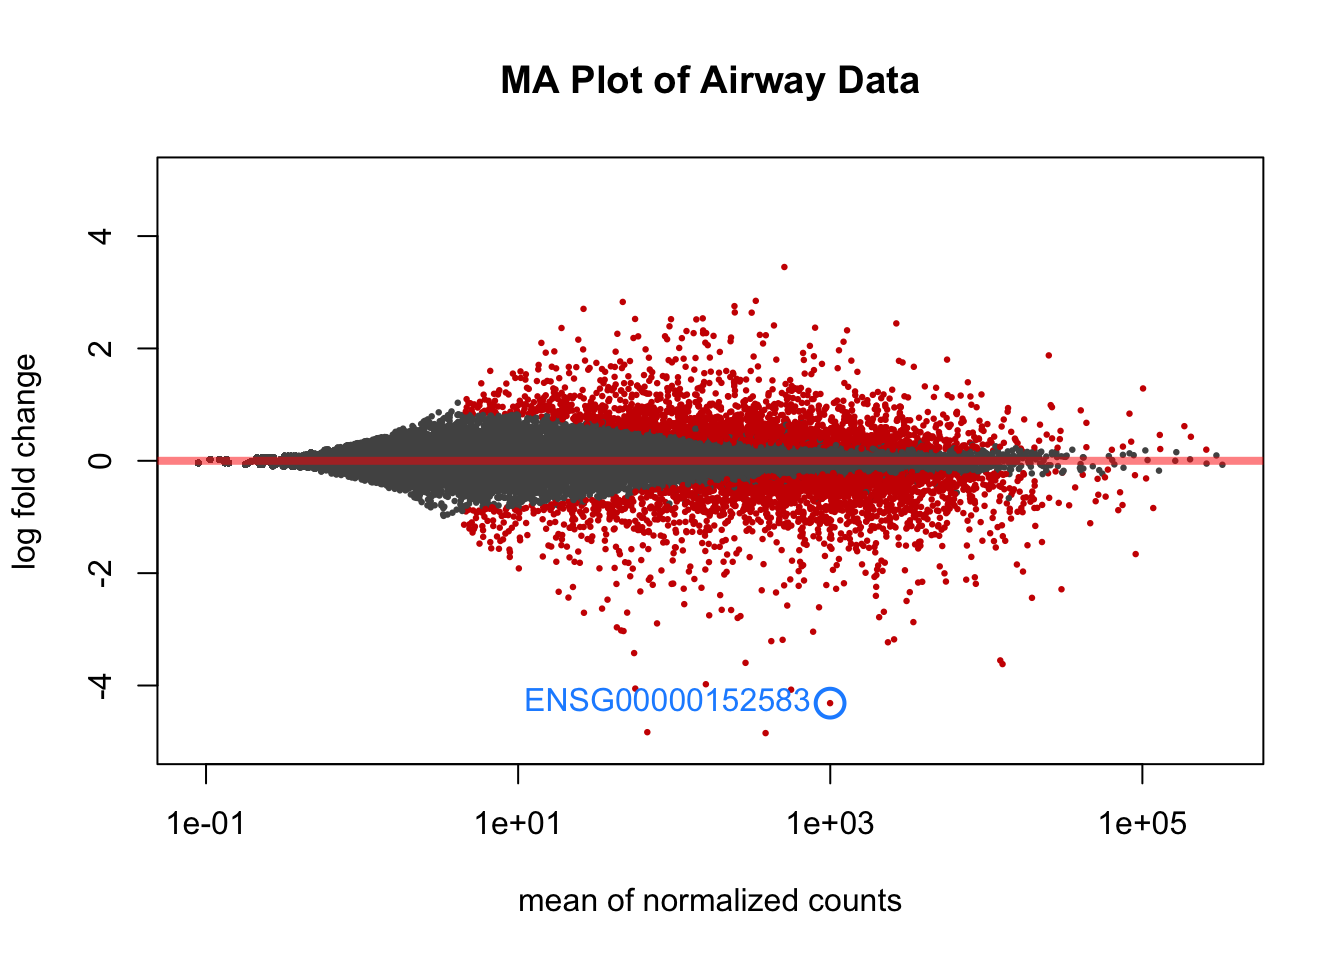 MA Plot of Airway Data
log fold change
4
2
0
-2
-4
ENSG00000152583
1e-01 1e+01 1e+03 1e+05
mean of normalized counts